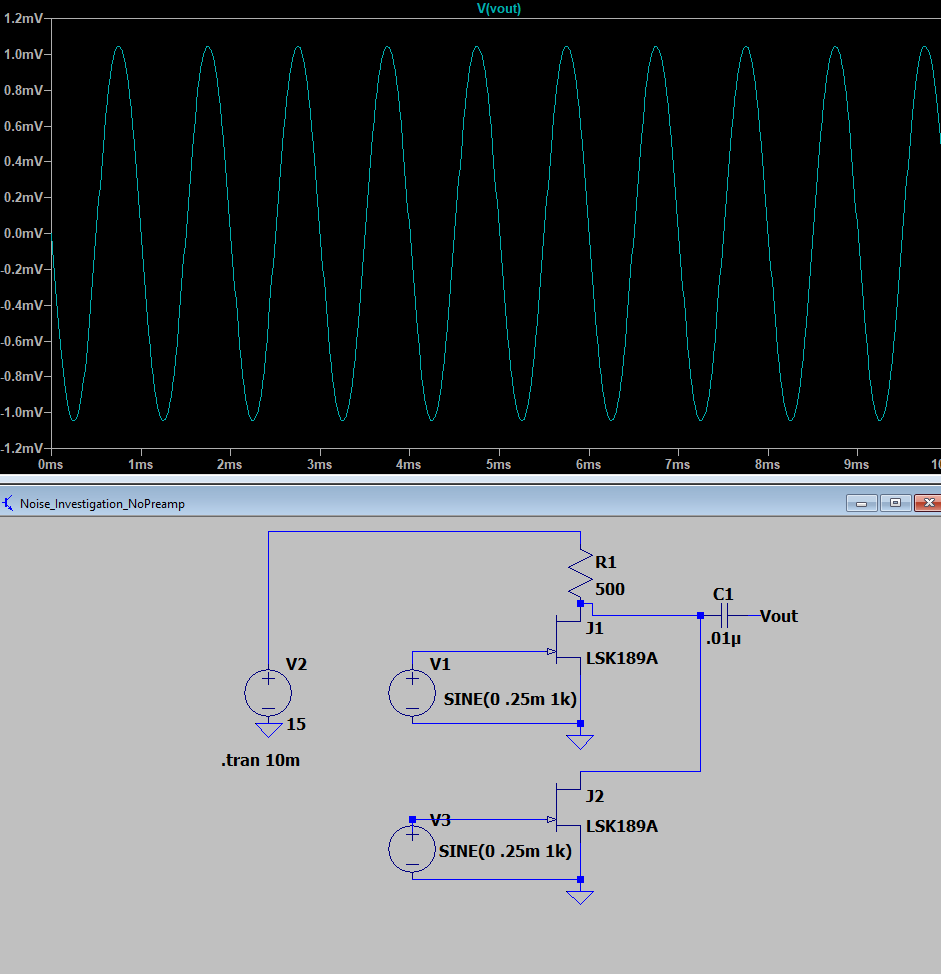 V(vout)
1.2mV
1.0mV
0.8mV
0.6mV
0.4mV
0.2mV
0.0mV
-0.2mV
-0.4mV
-0.6mV
-0.8mV
-1.0mV
-1.2mV
0ms 1ms 2ms 3ms 4ms 5ms 6ms 7ms 8ms 9ms 10
Noise_Investigation_NoPreamp
R1
500
C1
Vout
.01µ
J1
LSK189A
V2
15
V1
SINE(0 .25m 1k)
.tran 10m
J2
LSK189A
V3
SINE(0 .25m 1k)